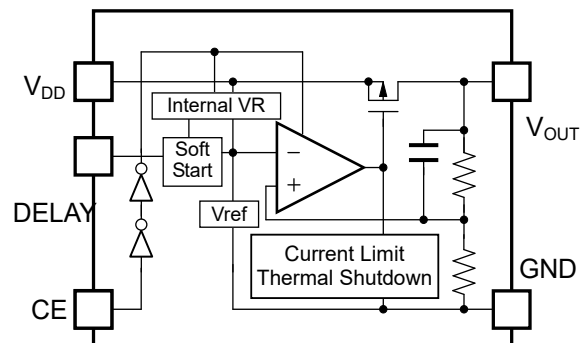 VDD
Internal VR
VOUT
Soft
Start
−
+
DELAY
Vref
Current Limit
Thermal Shutdown
GND
CE